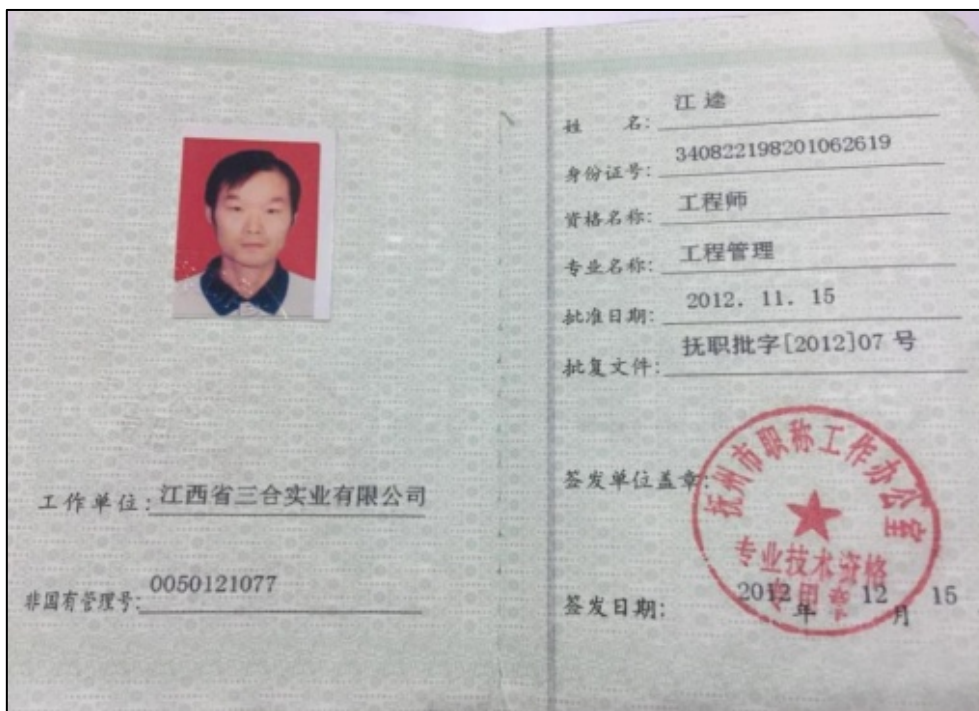 工作单位：江西省三合实业有限公司
非国有管理号：0050121077
姓 名：江逵
身份证号：340822198201062619
资格名称：工程师
专业名称：工程管理
批准日期：2012．11．15
批复文件：抚职批字[2012]07 号
签发单位盖章：
抚州市职称工作办公室
专业技术资格
专用章
签发日期： 2012 年 12 月 15